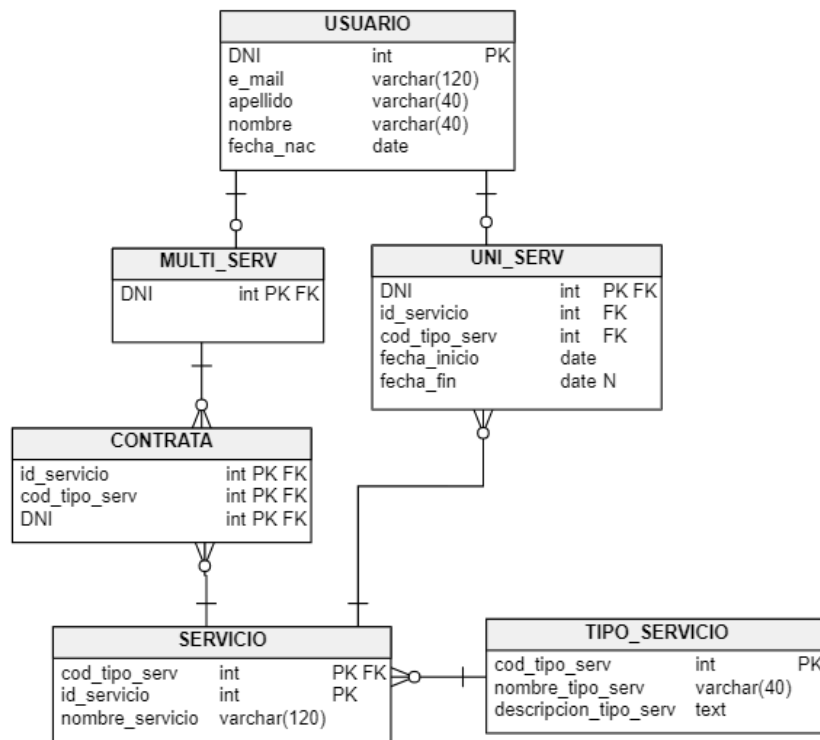 USUARIO
DNI int PK
e_mail varchar(120)
apellido varchar(40)
nombre varchar(40)
fecha_nac date
MULTI_SERV
DNI int PK FK
UNI_SERV
DNI int PK FK
id_servicio int FK
cod_tipo_serv int FK
fecha_inicio date
fecha_fin date N
CONTRATA
id_servicio int PK FK
cod_tipo_serv int PK FK
DNI int PK FK
SERVICIO
cod_tipo_serv int PK FK
id_servicio int PK
nombre_servicio varchar(120)
TIPO_SERVICIO
cod_tipo_serv int PK
nombre_tipo_serv varchar(40)
descripcion_tipo_serv text